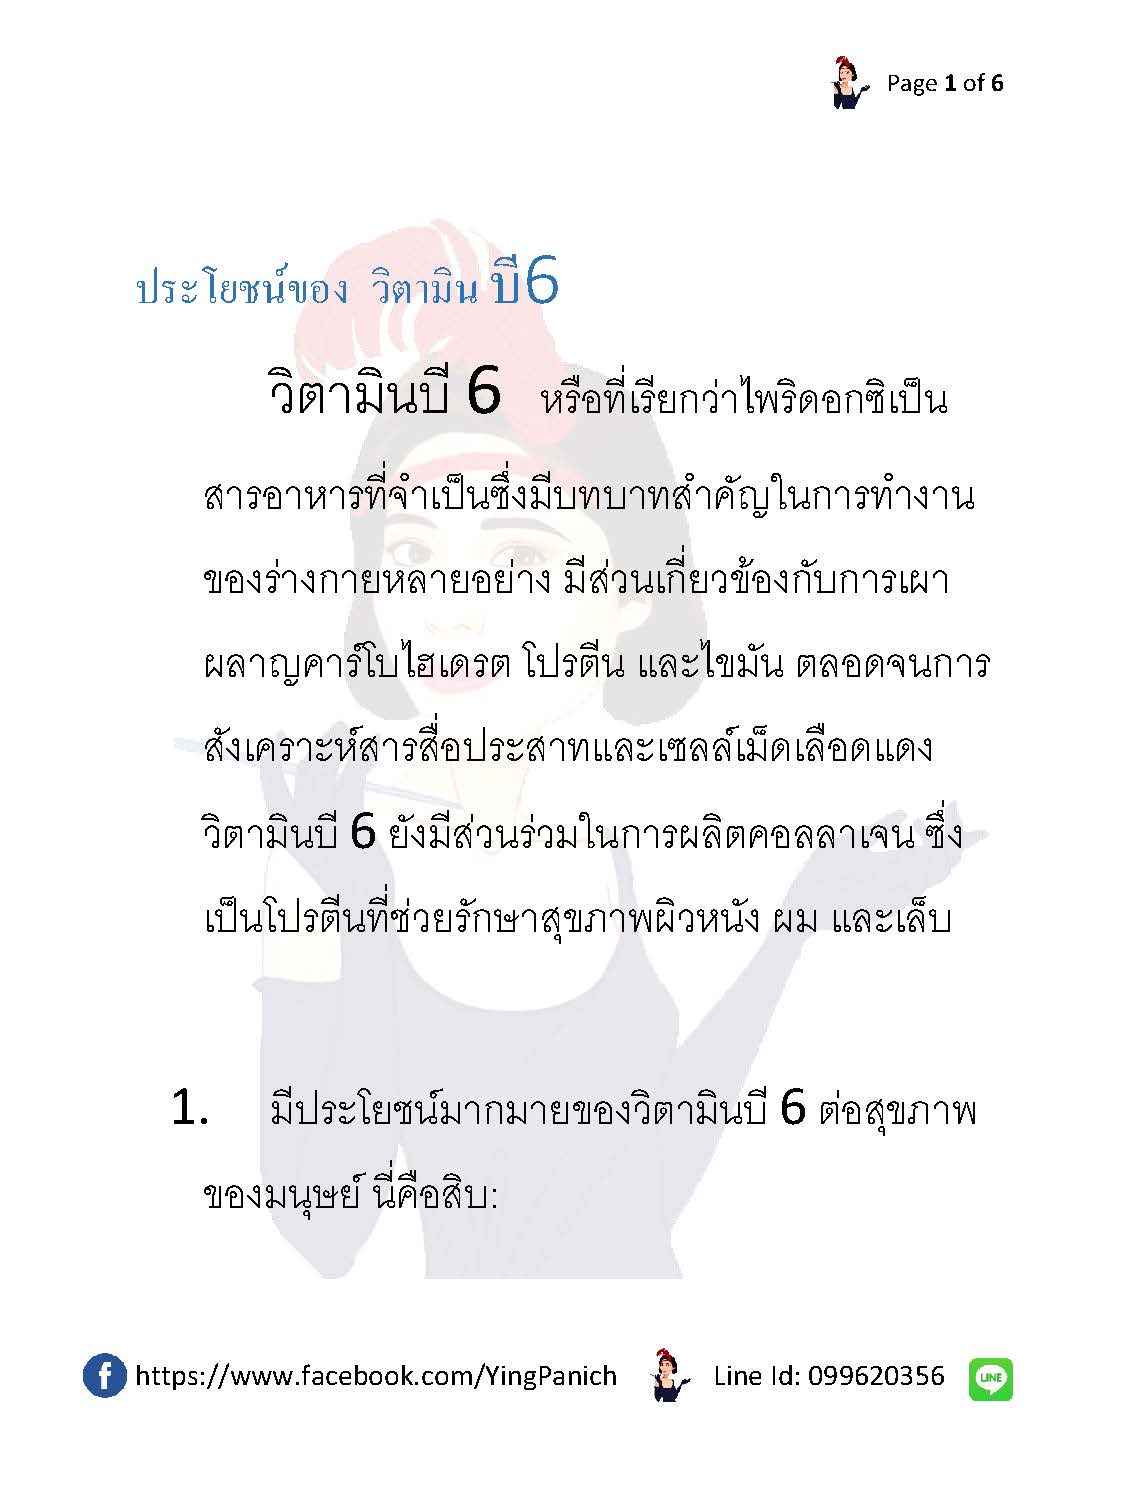 Page 1 of 6
ประโยชน์ของ วิตามิน บี6
วิตามินบี 6 หรือที่เรียกว่าไพริดอกซิเป็น
สารอาหารที่จำเป็นซึ่งมีบทบาทสำคัญในการทำงาน
ของร่างกายหลายอย่าง มีส่วนเกี่ยวข้องกับการเผา
ผลาญคาร์โบไฮเดรต โปรตีน และไขมัน ตลอดจนการ
สังเคราะห์สารสื่อประสาทและเซลล์เม็ดเลือดแดง
วิตามินบี 6 ยังมีส่วนร่วมในการผลิตคอลลาเจน ซึ่ง
เป็นโปรตีนที่ช่วยรักษาสุขภาพผิวหนัง ผม และเล็บ
1. มีประโยชน์มากมายของวิตามินบี 6 ต่อสุขภาพ
ของมนุษย์ นี่คือสิบ:
https://www.facebook.com/YingPanich Line Id: 099620356 LINE